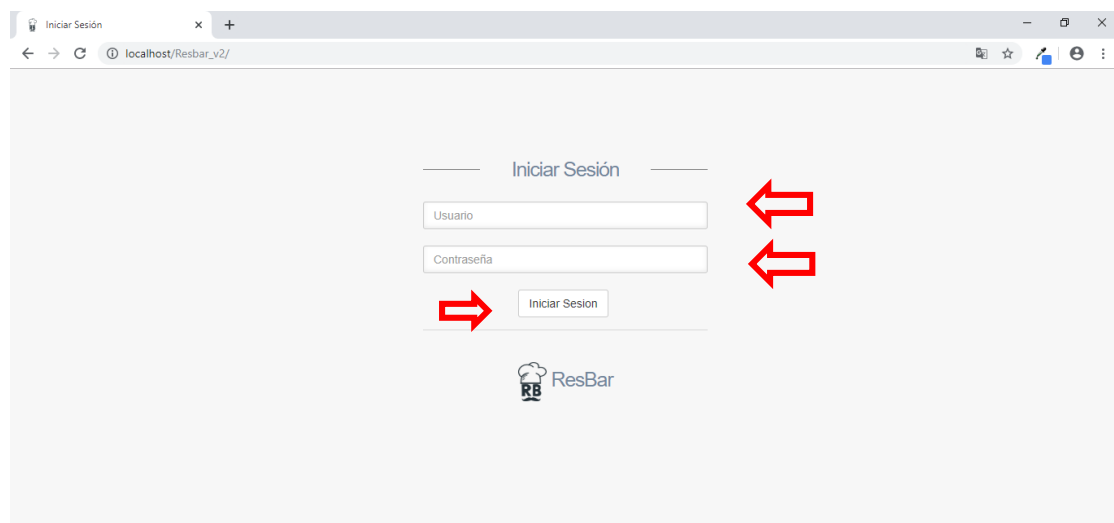 Iniciar Sesión
localhost/Resbar_v2/
Iniciar Sesión
Usuario
Contraseña
Iniciar Sesion
RB ResBar